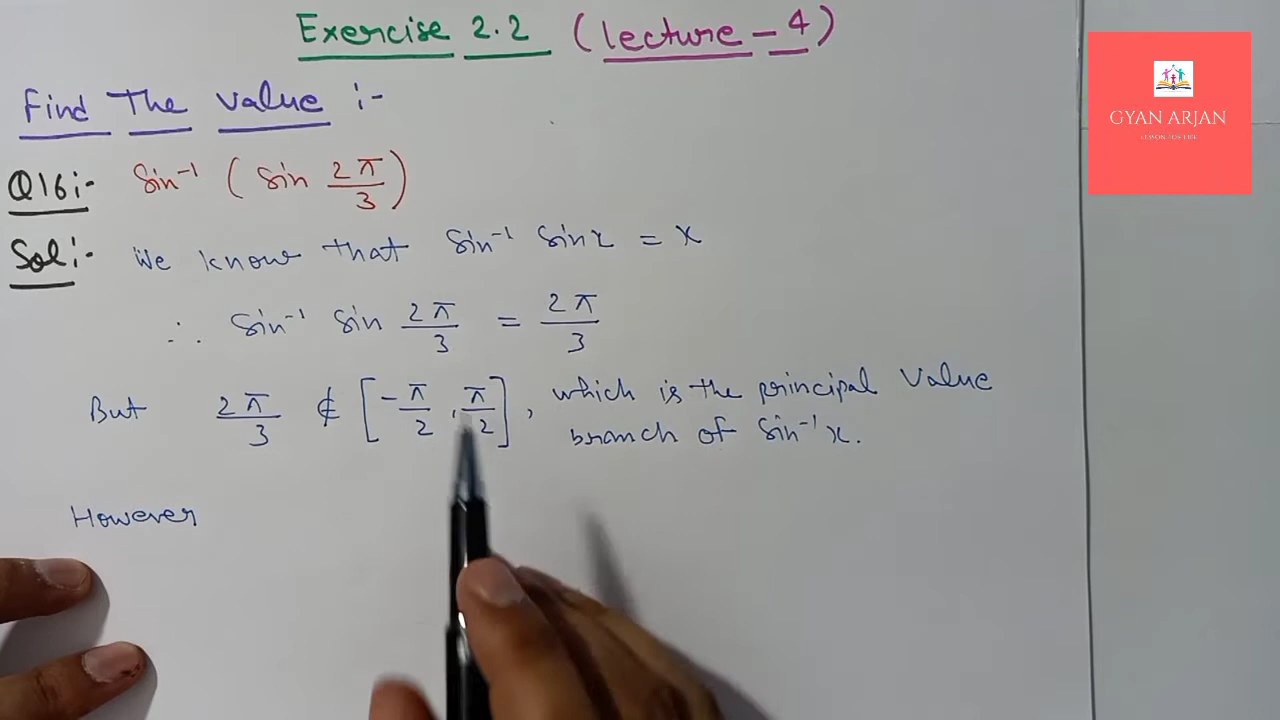 Exercise 2.2 (lecture - 4)
Find The value :-
Q16:- Sin⁻¹ ( Sin 2π/3 )
Sol:- We know that Sin⁻¹ Sinx = x
∴ Sin⁻¹ Sin 2π/3 = 2π/3
But 2π/3 ∉ [-π/2, π/2], which is the principal value
branch of Sin⁻¹x.
However
GYAN ARJAN